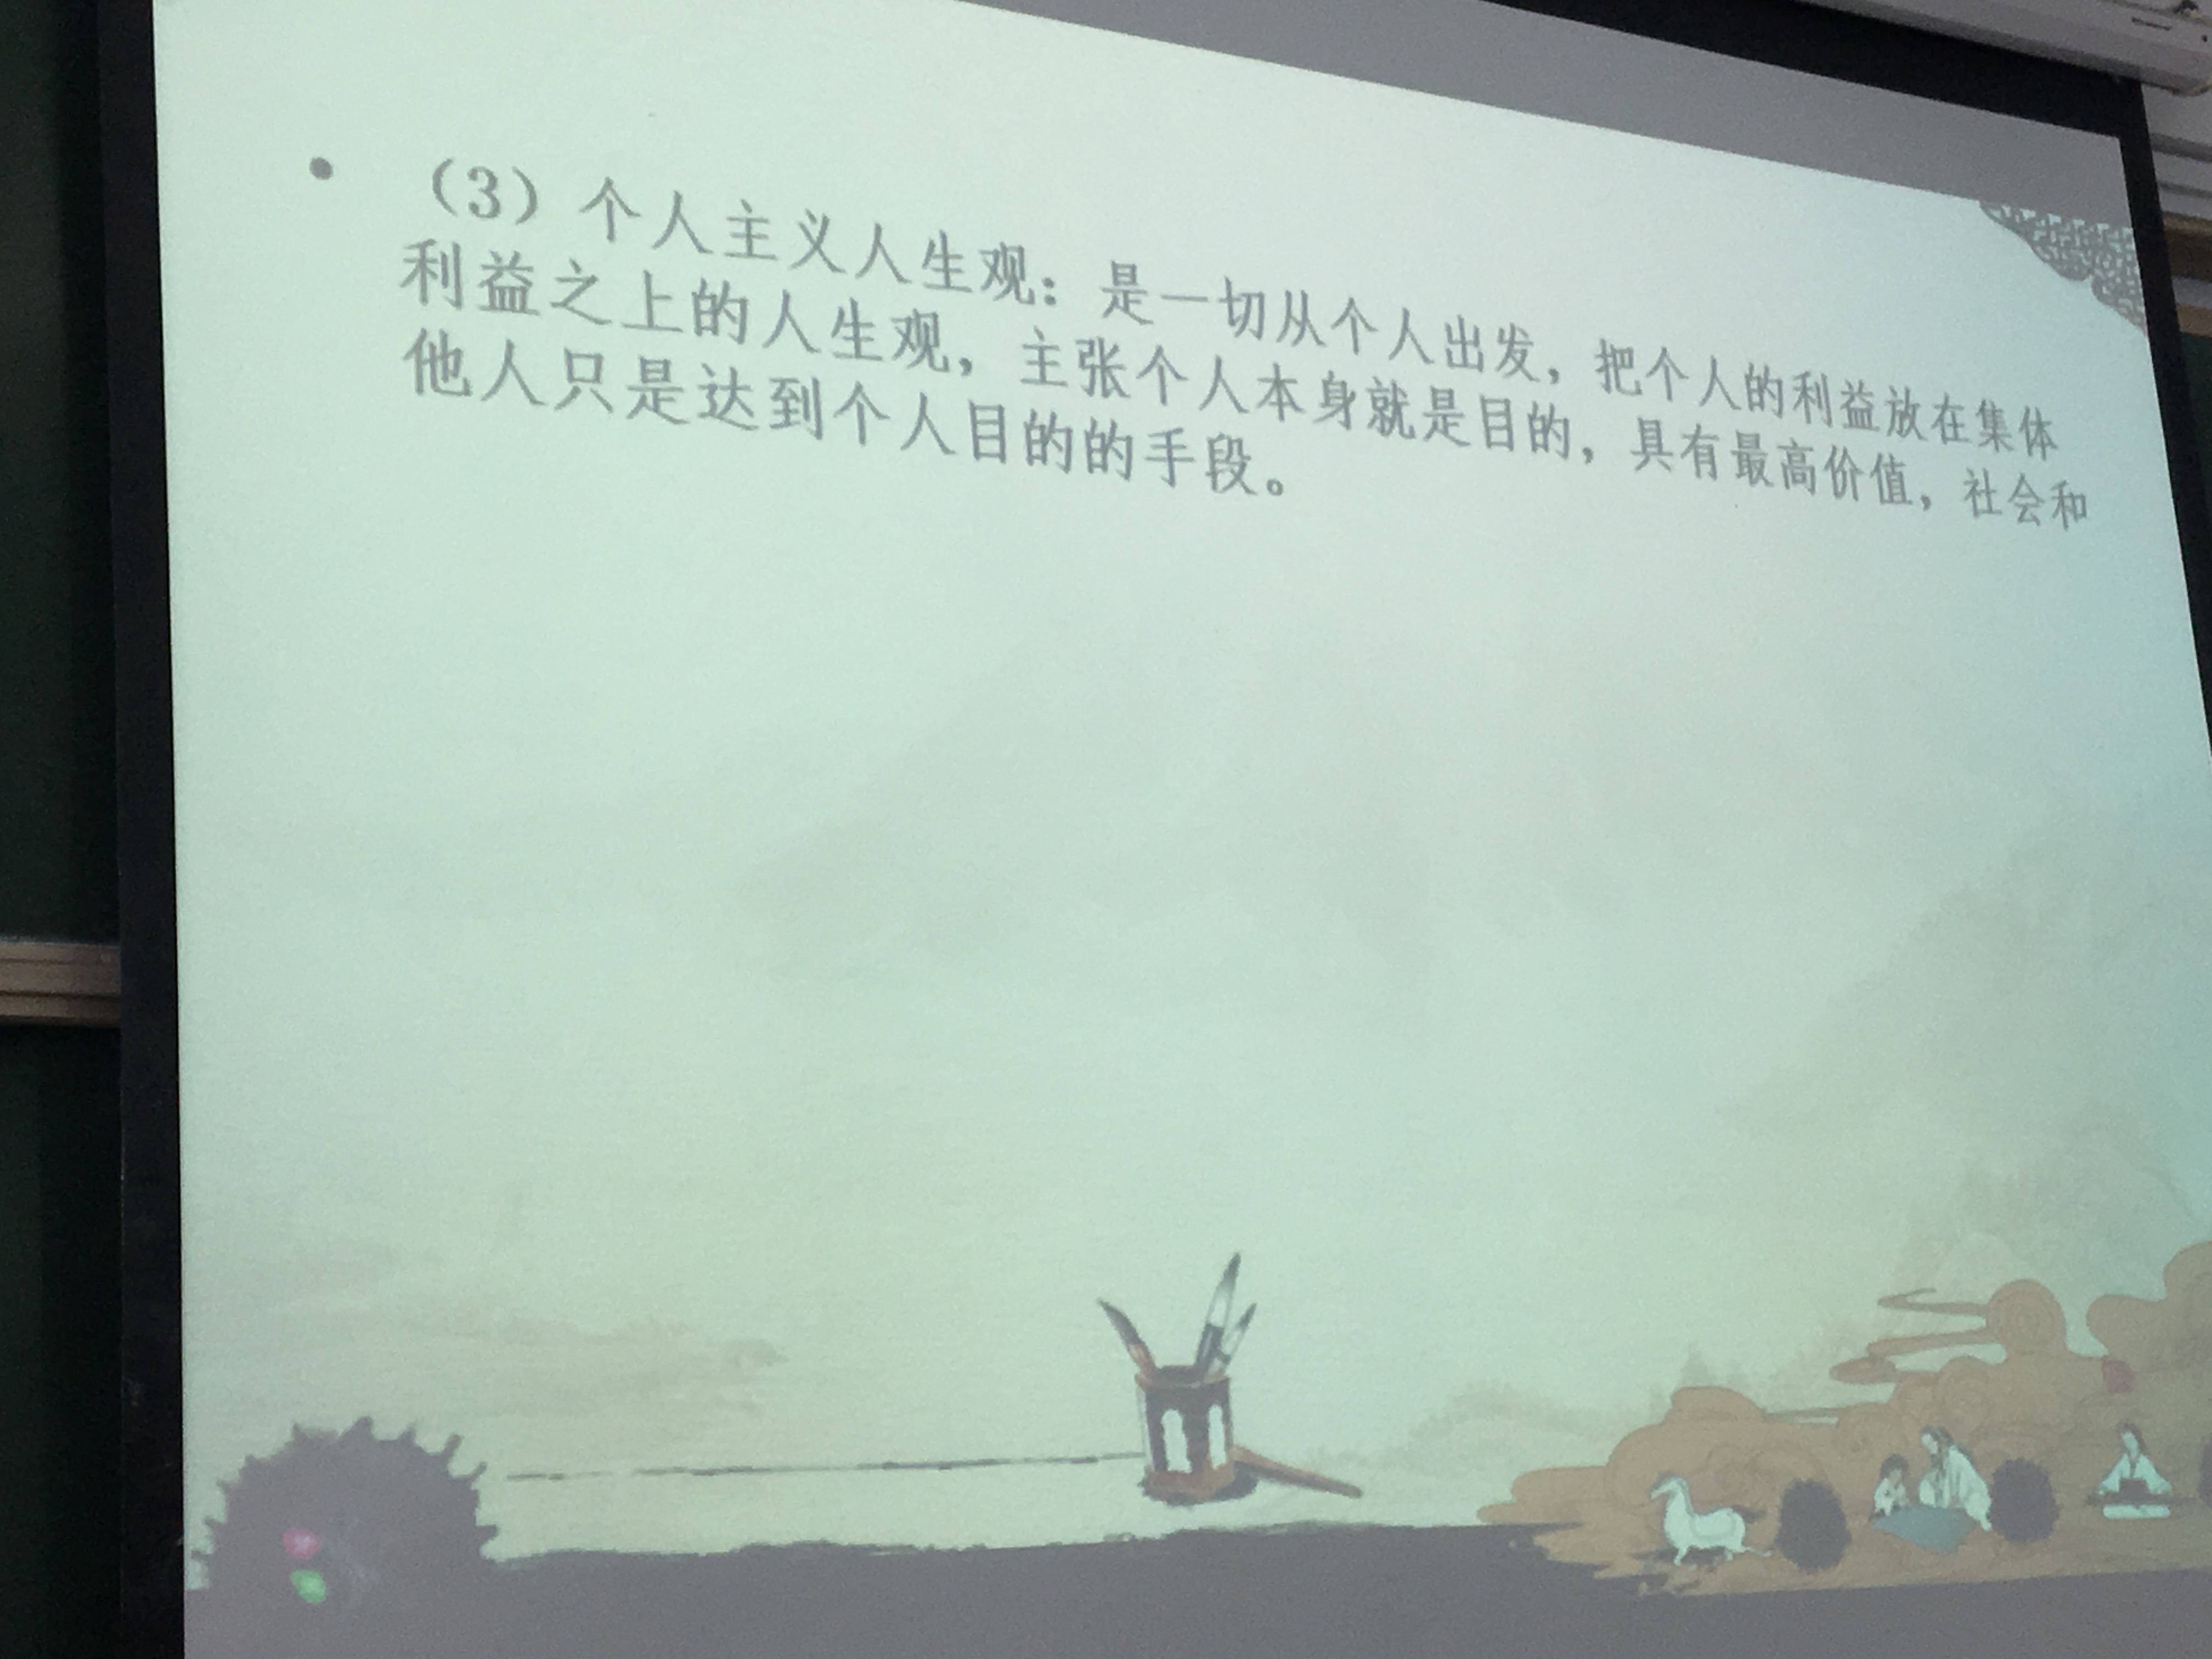 • （3）个人主义人生观：是一切从个人出发，把个人的利益放在集体
利益之上的人生观，主张个人本身就是目的，具有最高价值，社会和
他人只是达到个人目的的手段。